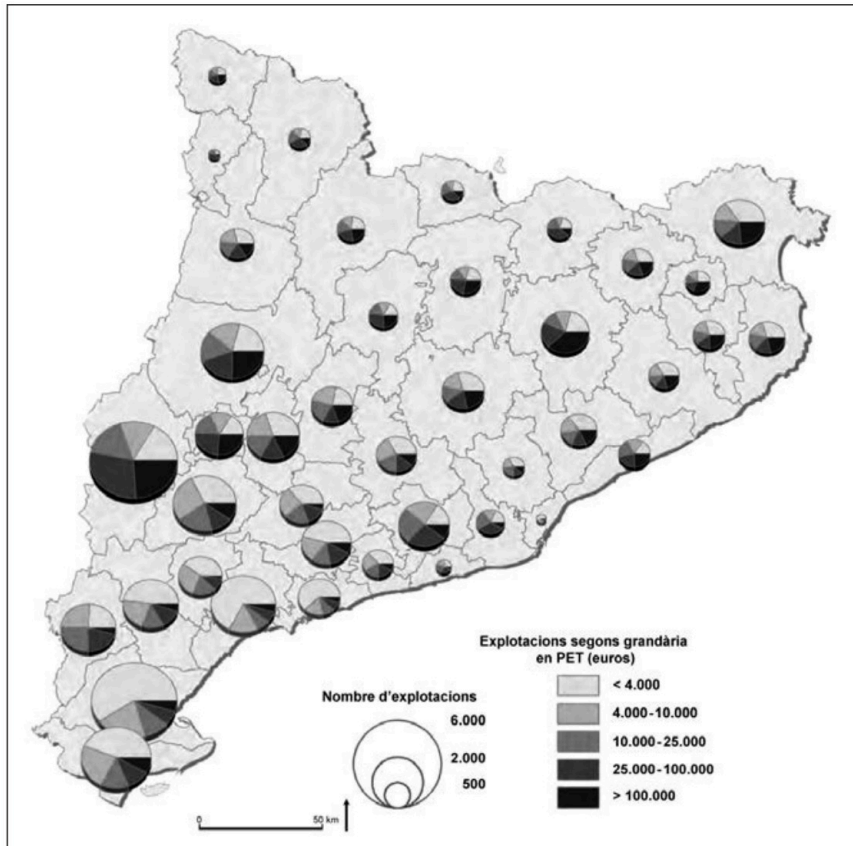 Explotacions segons grandària
en PET (euros)
< 4.000
4.000-10.000
10.000-25.000
25.000-100.000
> 100.000
Nombre d'explotacions
6.000
2.000
500
0 50 km